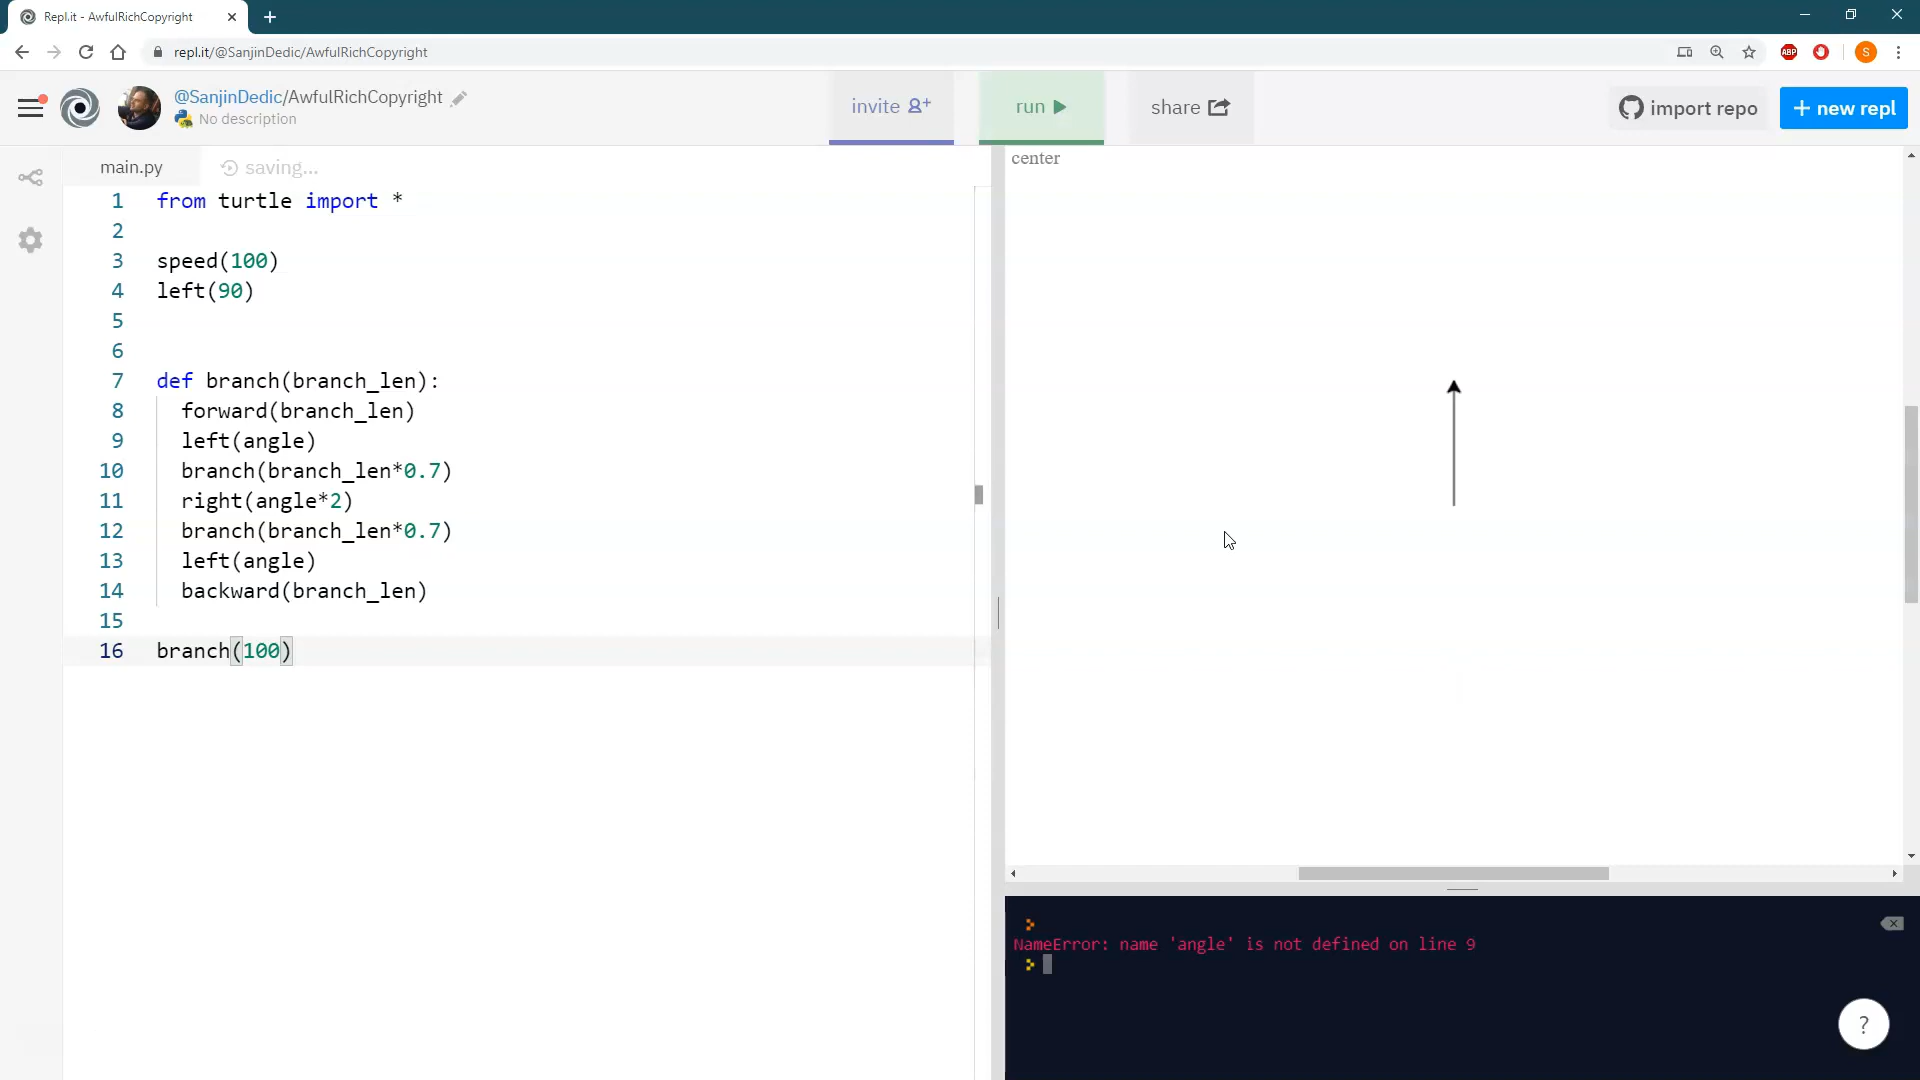 Repl.it - AwfulRichCopyright
repl.it/@SanjinDedic/AwfulRichCopyright
ABP
S
@SanjinDedic/AwfulRichCopyright
No description
invite
run
share
import repo
+ new repl
main.py
saving...
1 from turtle import *
2
3 speed(100)
4 left(90)
5
6
7 def branch(branch_len):
8 forward(branch_len)
9 left(angle)
10 branch(branch_len*0.7)
11 right(angle*2)
12 branch(branch_len*0.7)
13 left(angle)
14 backward(branch_len)
15
16 branch(100)
center
NameError: name 'angle' is not defined on line 9
?